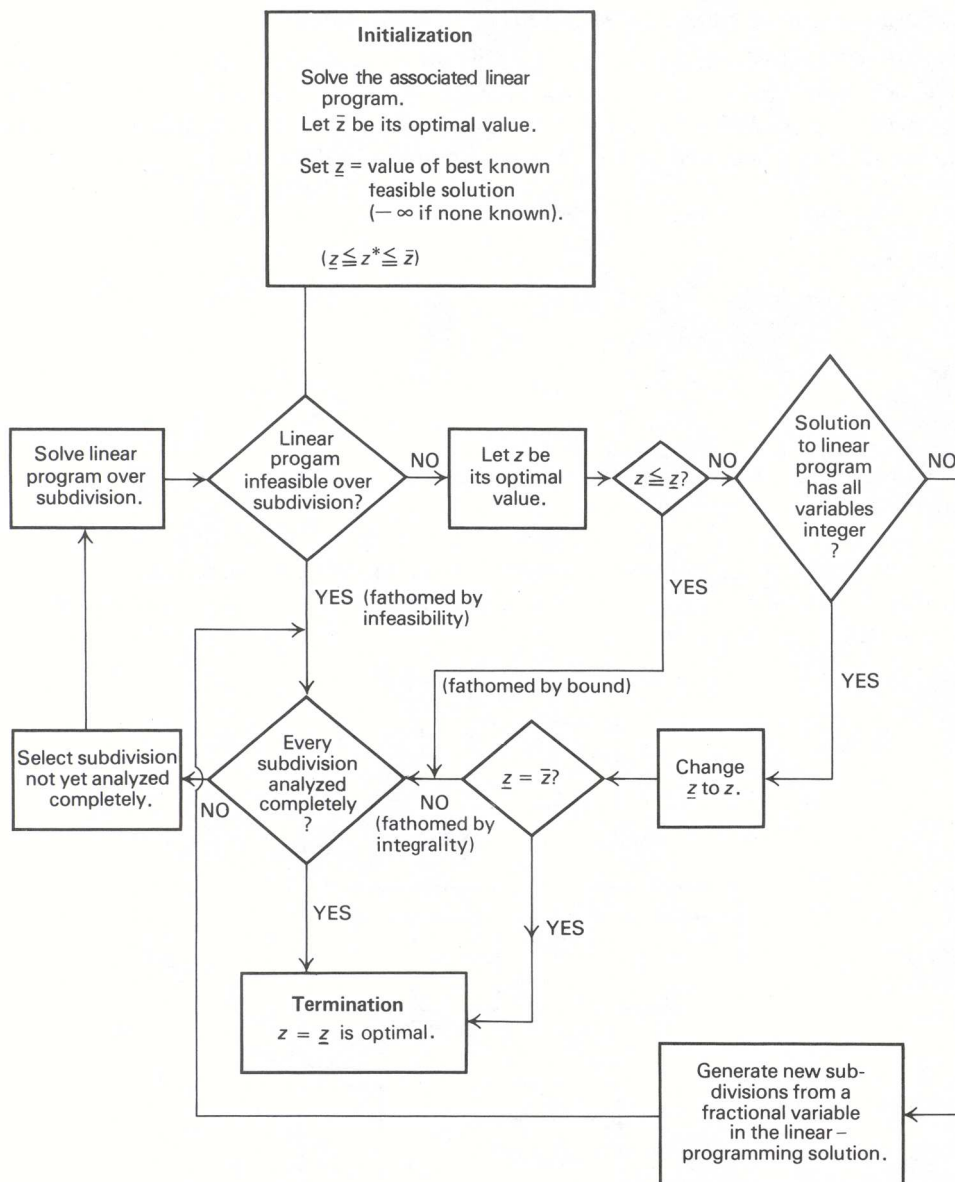 Initialization
Solve the associated linear
program.
Let z̄ be its optimal value.
Set z̲ = value of best known
teasible solution
(− ∞ if none known).
(z̲ ≦ z* ≦ z̄)
Solve linear
program over
subdivision.
Linear
progam
infeasible over
subdivision?
NO
Let z be
its optimal
value.
z ≦ z̲?
NO
Solution
to linear
program
has all
variables
integer
?
NO
YES (fathomed by
infeasibility)
YES
YES
(fathomed by bound)
Select subdivision
not yet analyzed
completely.
NO
Every
subdivision
analyzed
completely
?
NO
(fathomed by
integrality)
z̲ = z̄?
Change
z̲ to z.
YES
YES
Termination
z = z̲ is optimal.
Generate new sub-
divisions from a
fractional variable
in the linear –
programming solution.